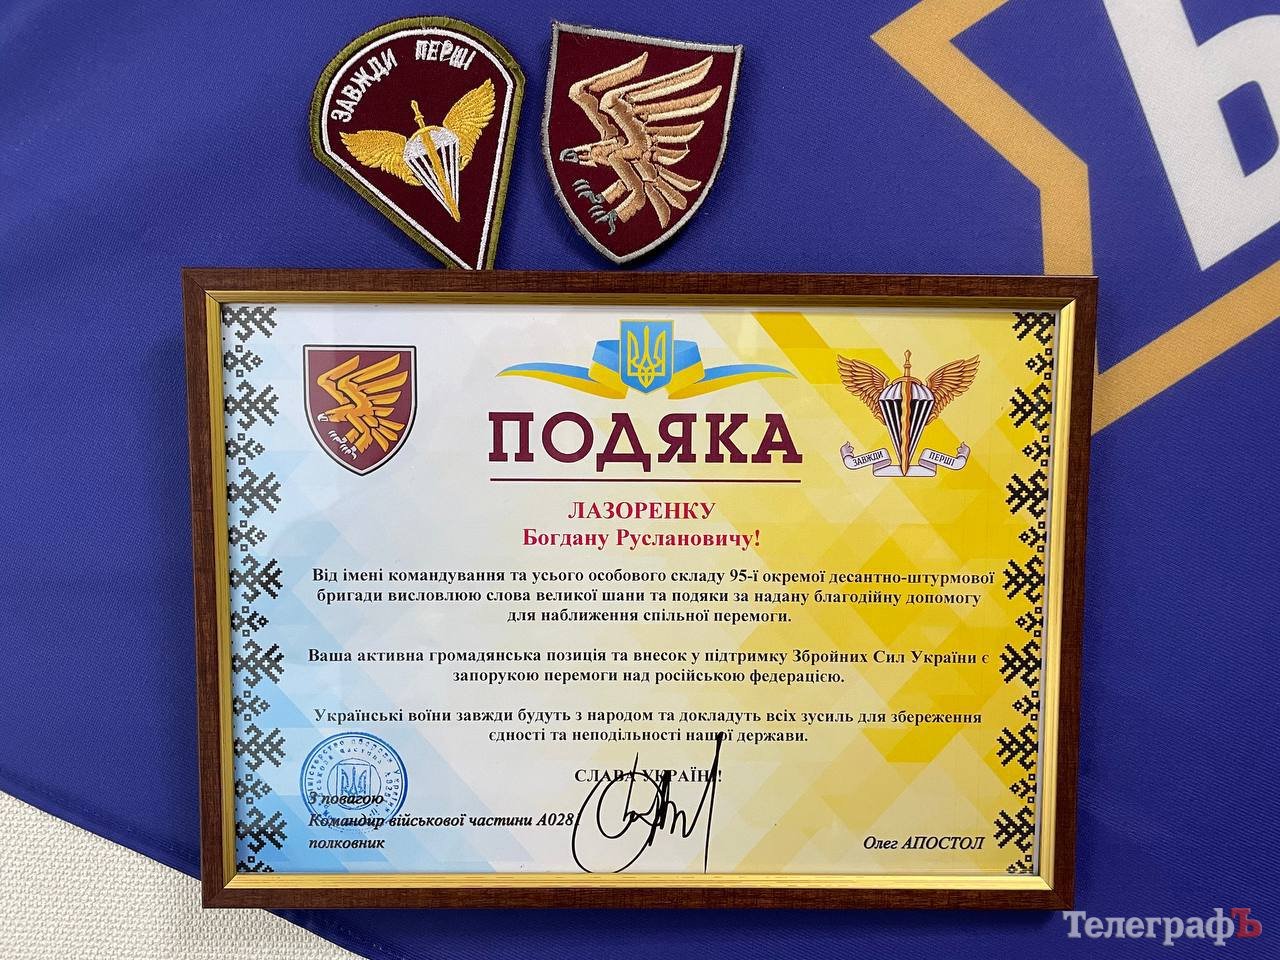 ЗАВЖДИ ПЕРШІ
Ъ
ПОДЯКА
ЗАВЖДИ ПЕРШІ
ЛАЗОРЕНКУ
Богдану Руслановичу!
Від імені командування та усього особового складу 95-ї окремої десантно-штурмової
бригади висловлюю слова великої шани та подяки за надану благодійну допомогу
для наближення спільної перемоги.
Ваша активна громадянська позиція та внесок у підтримку Збройних Сил України є
запорукою перемоги над російською федерацією.
Українські воїни завжди будуть з народом та докладуть всіх зусиль для збереження
єдності та неподільності нашої держави.
СЛАВА УКРАЇНІ!
З повагою
Командир військової частини А0281
полковник
Олег АПОСТОЛ
ТелеграфЪ